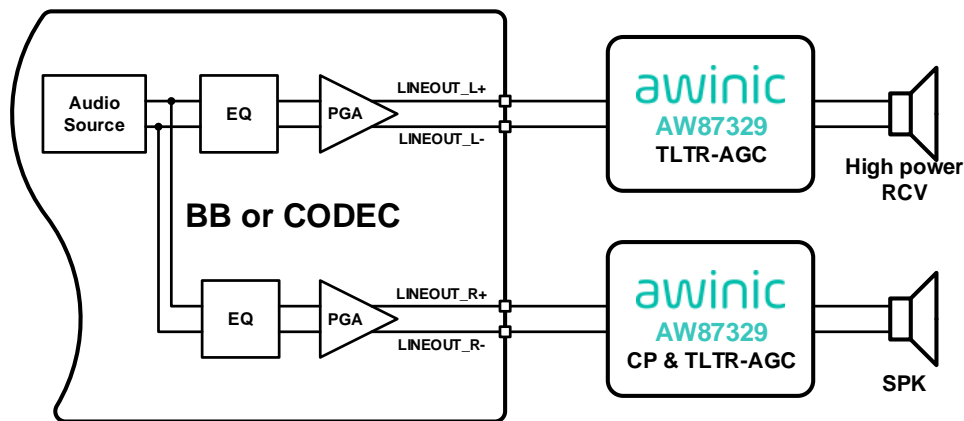 Audio
Source
EQ
PGA
LINEOUT_L+
LINEOUT_L-
awinic
AW87329
TLTR-AGC
High power
RCV
BB or CODEC
EQ
PGA
LINEOUT_R+
LINEOUT_R-
awinic
AW87329
CP & TLTR-AGC
SPK